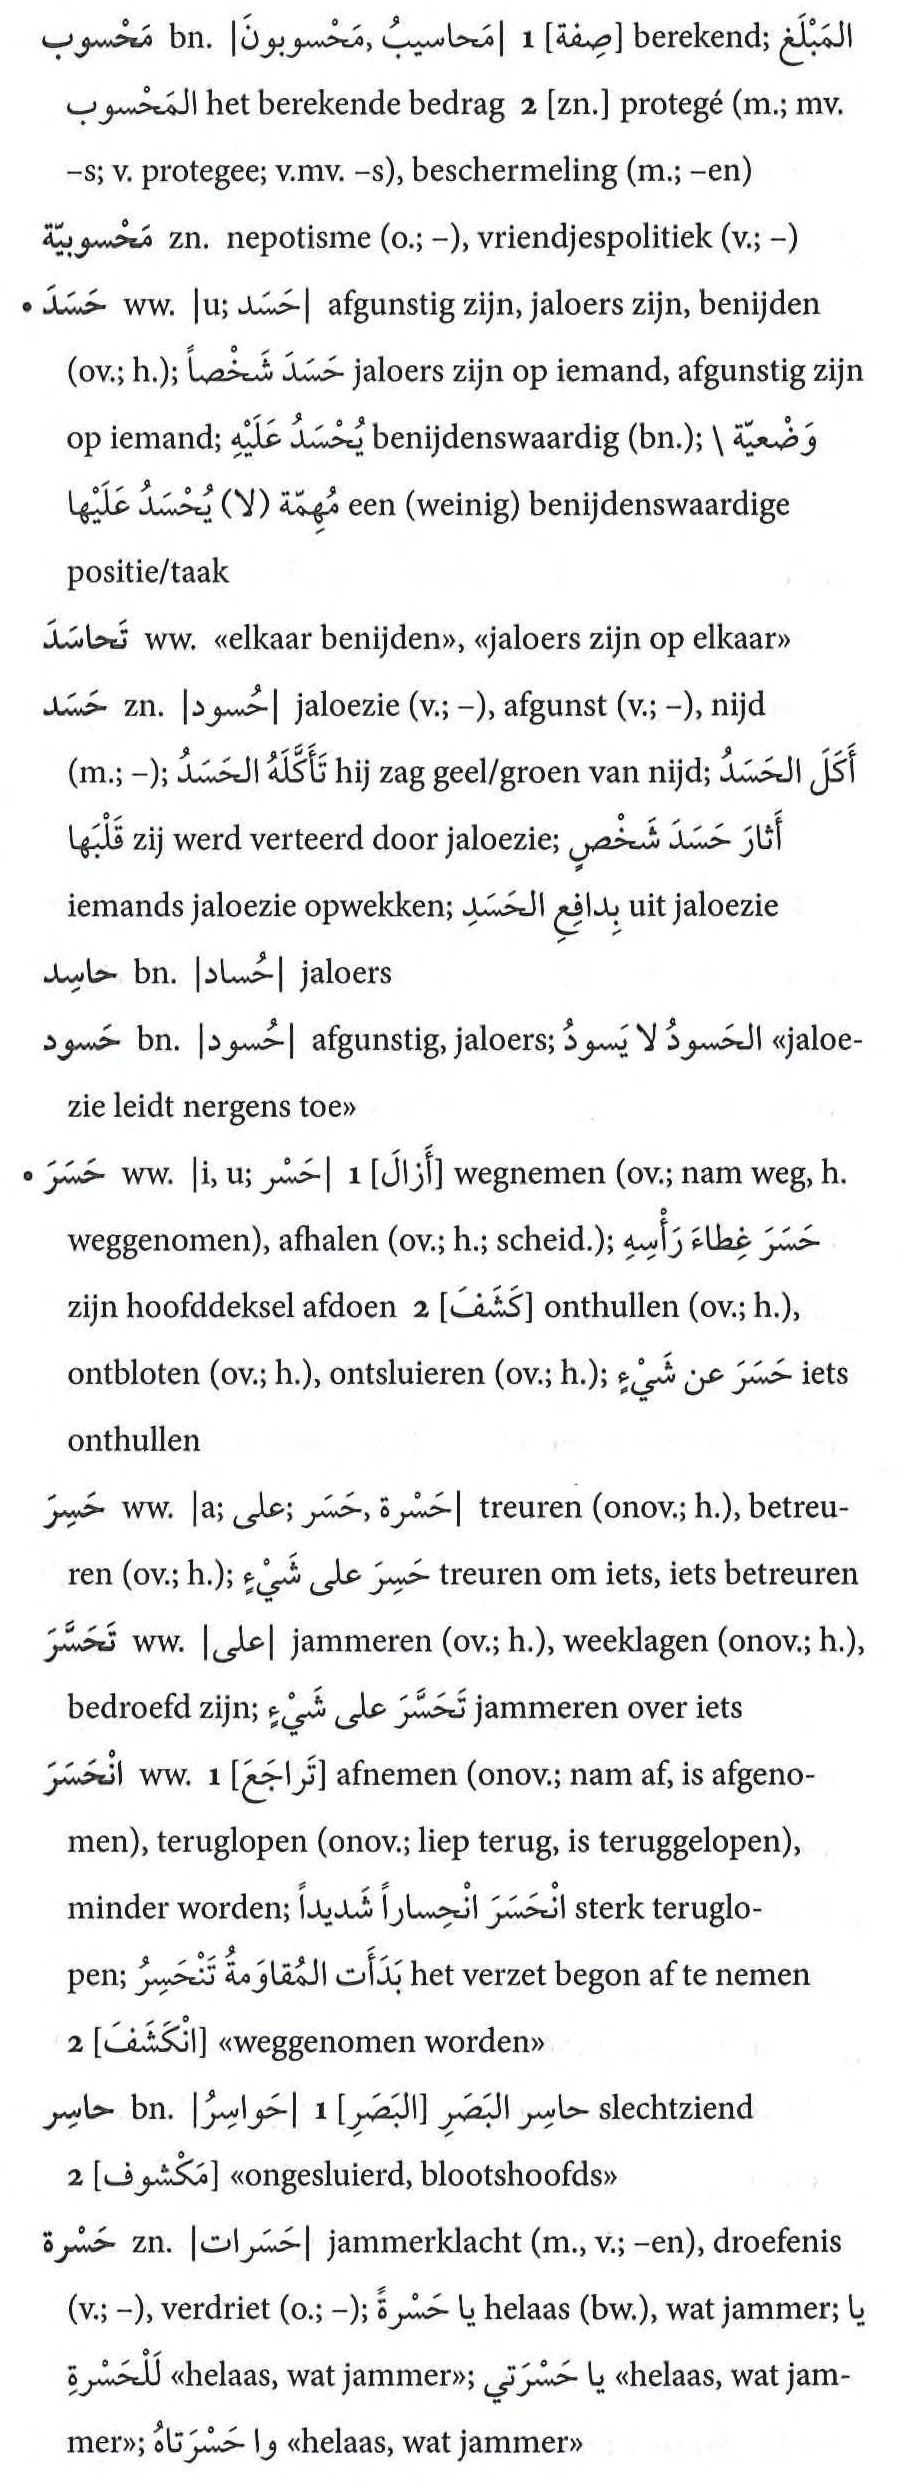 مَحْسوب bn. |مَحاسيبُ, مَحْسوبونَ| 1 [صِفة] berekend; المَبْلَغ
المَحْسوب het berekende bedrag 2 [zn.] protegé (m.; mv.
–s; v. protegee; v.mv. –s), beschermeling (m.; –en)
مَحْسوبيّة zn. nepotisme (o.; –), vriendjespolitiek (v.; –)
• حَسَدَ ww. |u; حَسَد| afgunstig zijn, jaloers zijn, benijden
(ov.; h.); حَسَدَ شَخْصاً jaloers zijn op iemand, afgunstig zijn
op iemand; يُحْسَدُ عَلَيْهِ benijdenswaardig (bn.); \ وَضْعيّة
مُهِمّة (لا) يُحْسَدُ عَلَيْها een (weinig) benijdenswaardige
positie/taak
تَحاسَدَ ww. «elkaar benijden», «jaloers zijn op elkaar»
حَسَد zn. |حُسود| jaloezie (v.; –), afgunst (v.; –), nijd
(m.; –); تَأَكَّلَهُ الحَسَدُ hij zag geel/groen van nijd; أَكَلَ الحَسَدُ
قَلْبَها zij werd verteerd door jaloezie; أَثارَ حَسَدَ شَخْصٍ
iemands jaloezie opwekken; بِدافِعِ الحَسَدِ uit jaloezie
حاسِد bn. |حُساد| jaloers
حَسود bn. |حُسود| afgunstig, jaloers; الحَسودُ لا يَسودُ «jaloe-
zie leidt nergens toe»
• حَسَرَ ww. |i, u; حَسْر| 1 [أَزالَ] wegnemen (ov.; nam weg, h.
weggenomen), afhalen (ov.; h.; scheid.); حَسَرَ غِطاءَ رَأْسِهِ
zijn hoofddeksel afdoen 2 [كَشَفَ] onthullen (ov.; h.),
ontbloten (ov.; h.), ontsluieren (ov.; h.); حَسَرَ عن شَيْءٍ iets
onthullen
حَسِرَ ww. |a; على; حَسْرة, حَسَر| treuren (onov.; h.), betreu-
ren (ov.; h.); حَسِرَ على شَيْءٍ treuren om iets, iets betreuren
تَحَسَّرَ ww. |على| jammeren (ov.; h.), weeklagen (onov.; h.),
bedroefd zijn; تَحَسَّرَ على شَيْءٍ jammeren over iets
انْحَسَرَ ww. 1 [تَراجَعَ] afnemen (onov.; nam af, is afgeno-
men), teruglopen (onov.; liep terug, is teruggelopen),
minder worden; انْحَسَرَ انْحِساراً شَديداً sterk teruglo-
pen; بَدَأَت المُقاوَمةُ تَنْحَسِرُ het verzet begon af te nemen
2 [انْكَشَفَ] «weggenomen worden»
حاسِر bn. |حَواسِرُ| 1 [البَصَرِ] حاسِر البَصَرِ slechtziend
2 [مَكْشوف] «ongesluierd, blootshoofds»
حَسْرة zn. |حَسَرات| jammerklacht (m., v.; –en), droefenis
(v.; –), verdriet (o.; –); يا حَسْرةً helaas (bw.), wat jammer; يا
لَلْحَسْرةِ «helaas, wat jammer»; يا حَسْرَتي «helaas, wat jam-
mer»; وا حَسْرَتاهُ «helaas, wat jammer»